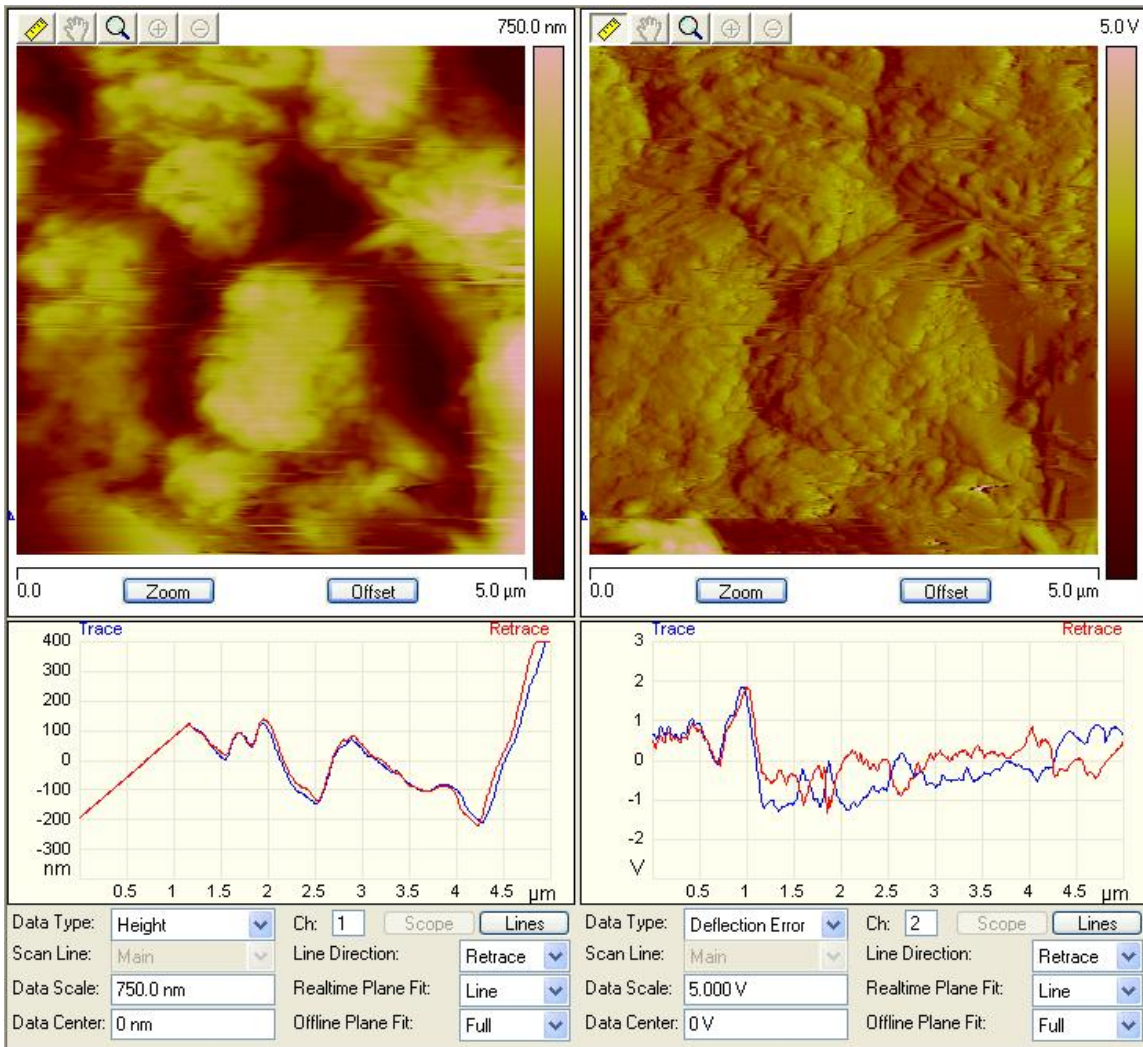 750.0 nm
5.0 V
0.0 Zoom Offset 5.0 µm
0.0 Zoom Offset 5.0 µm
Trace Retrace
400
300
200
100
0
-100
-200
-300
nm
0.5 1 1.5 2 2.5 3 3.5 4 4.5 µm
Trace Retrace
3
2
1
0
-1
-2
V
0.5 1 1.5 2 2.5 3 3.5 4 4.5 µm
Data Type: Height Ch: 1 Scope Lines
Scan Line: Main Line Direction: Retrace
Data Scale: 750.0 nm Realtime Plane Fit: Line
Data Center: 0 nm Offline Plane Fit: Full
Data Type: Deflection Error Ch: 2 Scope Lines
Scan Line: Main Line Direction: Retrace
Data Scale: 5.000 V Realtime Plane Fit: Line
Data Center: 0 V Offline Plane Fit: Full